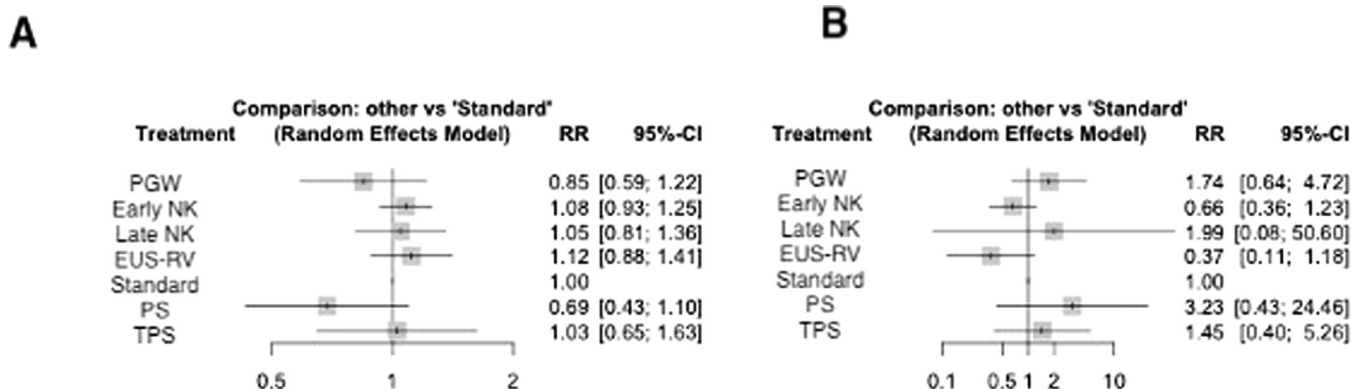 A
Comparison: other vs 'Standard'
Treatment (Random Effects Model) RR 95%-CI
PGW 0.85 [0.59; 1.22]
Early NK 1.08 [0.93; 1.25]
Late NK 1.05 [0.81; 1.36]
EUS-RV 1.12 [0.88; 1.41]
Standard 1.00
PS 0.69 [0.43; 1.10]
TPS 1.03 [0.65; 1.63]
0.5 1 2
B
Comparison: other vs 'Standard'
Treatment (Random Effects Model) RR 95%-CI
PGW 1.74 [0.64; 4.72]
Early NK 0.66 [0.36; 1.23]
Late NK 1.99 [0.08; 50.60]
EUS-RV 0.37 [0.11; 1.18]
Standard 1.00
PS 3.23 [0.43; 24.46]
TPS 1.45 [0.40; 5.26]
0.1 0.5 1 2 10